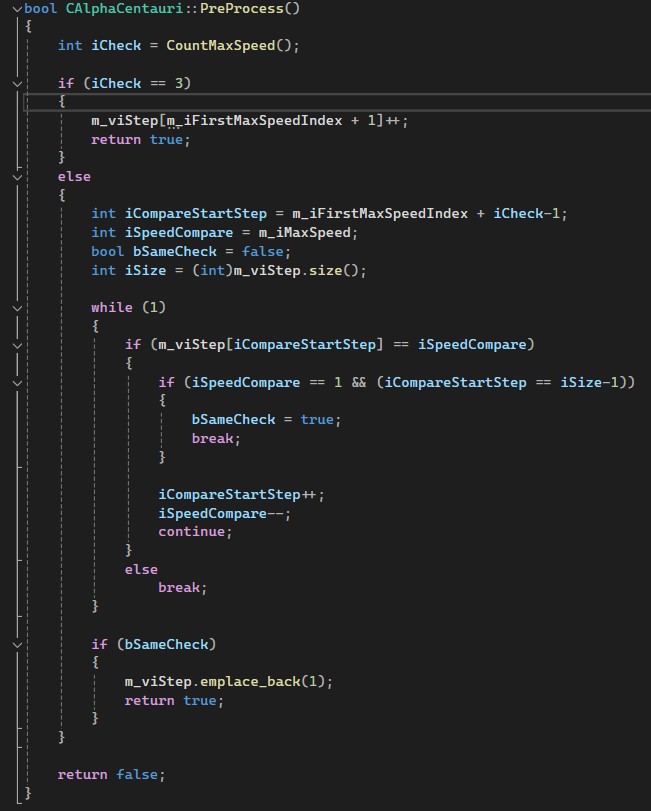 bool CAlphaCentauri::PreProcess()
{
    int iCheck = CountMaxSpeed();

    if (iCheck == 3)
    {
        m_viStep[m_iFirstMaxSpeedIndex + 1]++;
        return true;
    }
    else
    {
        int iCompareStartStep = m_iFirstMaxSpeedIndex + iCheck-1;
        int iSpeedCompare = m_iMaxSpeed;
        bool bSameCheck = false;
        int iSize = (int)m_viStep.size();

        while (1)
        {
            if (m_viStep[iCompareStartStep] == iSpeedCompare)
            {
                if (iSpeedCompare == 1 && (iCompareStartStep == iSize-1))
                {
                    bSameCheck = true;
                    break;
                }

                iCompareStartStep++;
                iSpeedCompare--;
                continue;
            }
            else
                break;
        }

        if (bSameCheck)
        {
            m_viStep.emplace_back(1);
            return true;
        }
    }

    return false;
}